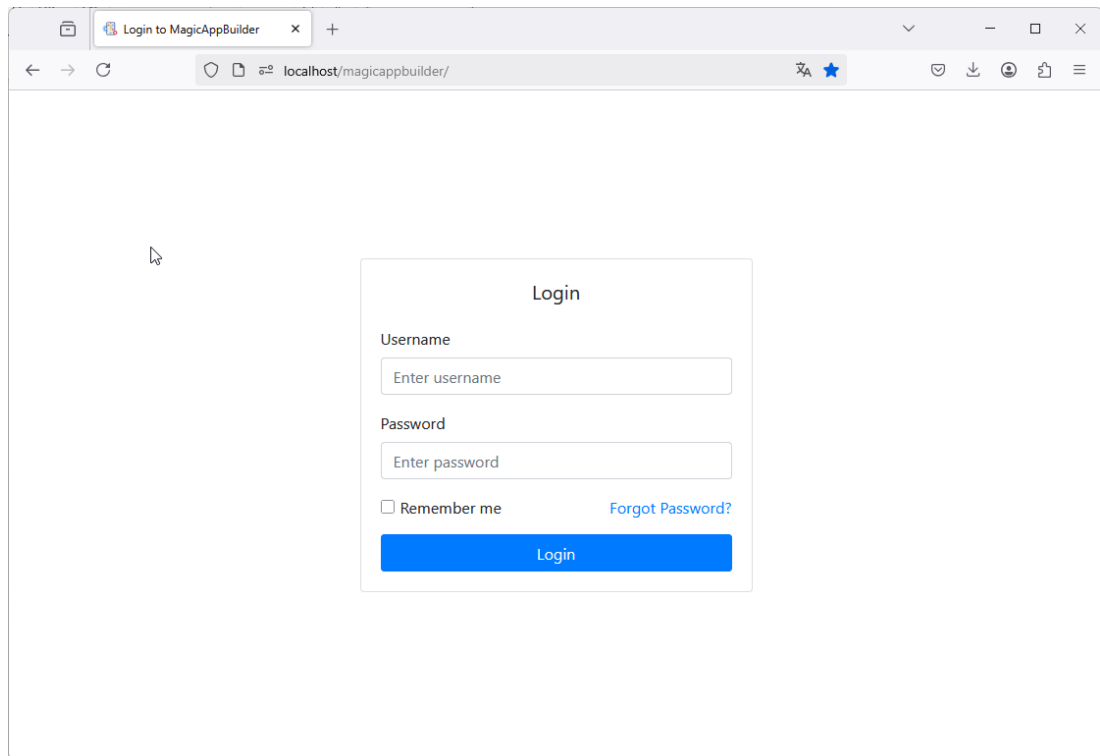 Login to MagicAppBuilder
localhost/magicappbuilder/
Login
Username
Enter username
Password
Enter password
Remember me Forgot Password?
Login